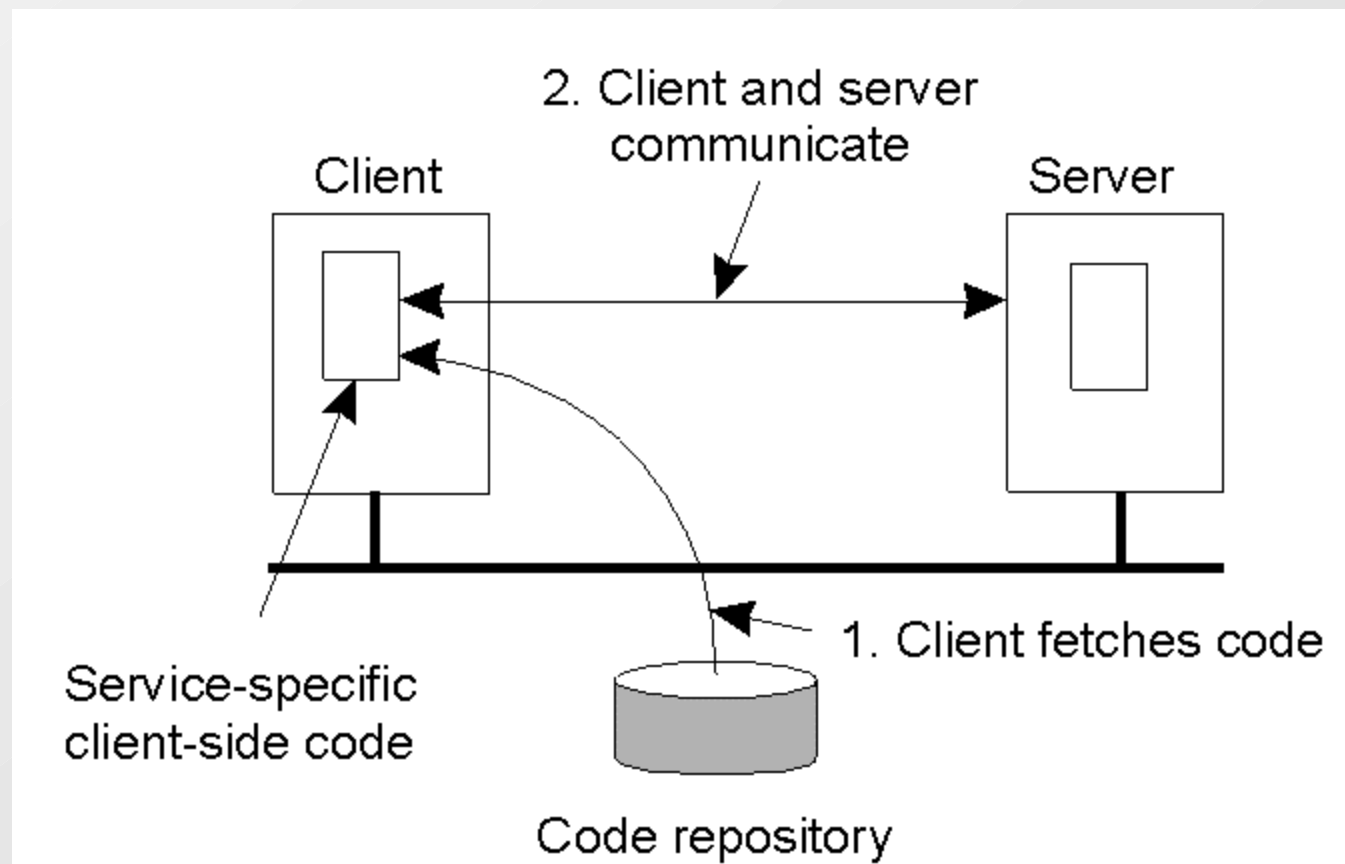 2. Client and server
communicate
Client
Server
1. Client fetches code
Service-specific
client-side code
Code repository